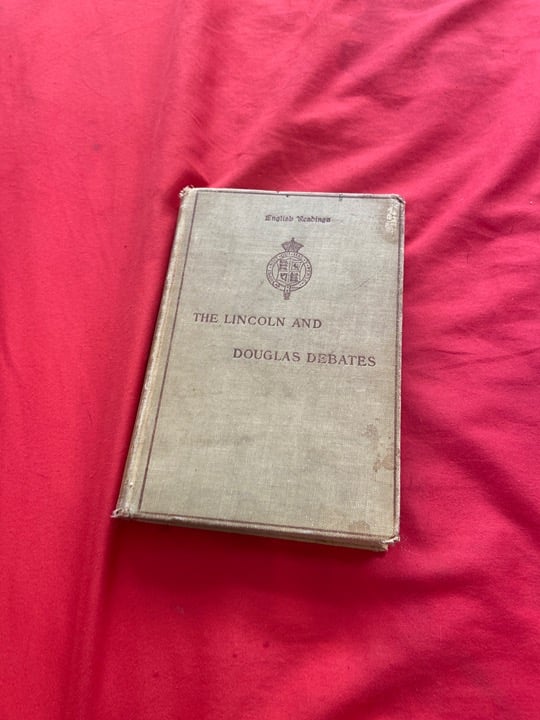 English Readings
THE LINCOLN AND
DOUGLAS DEBATES